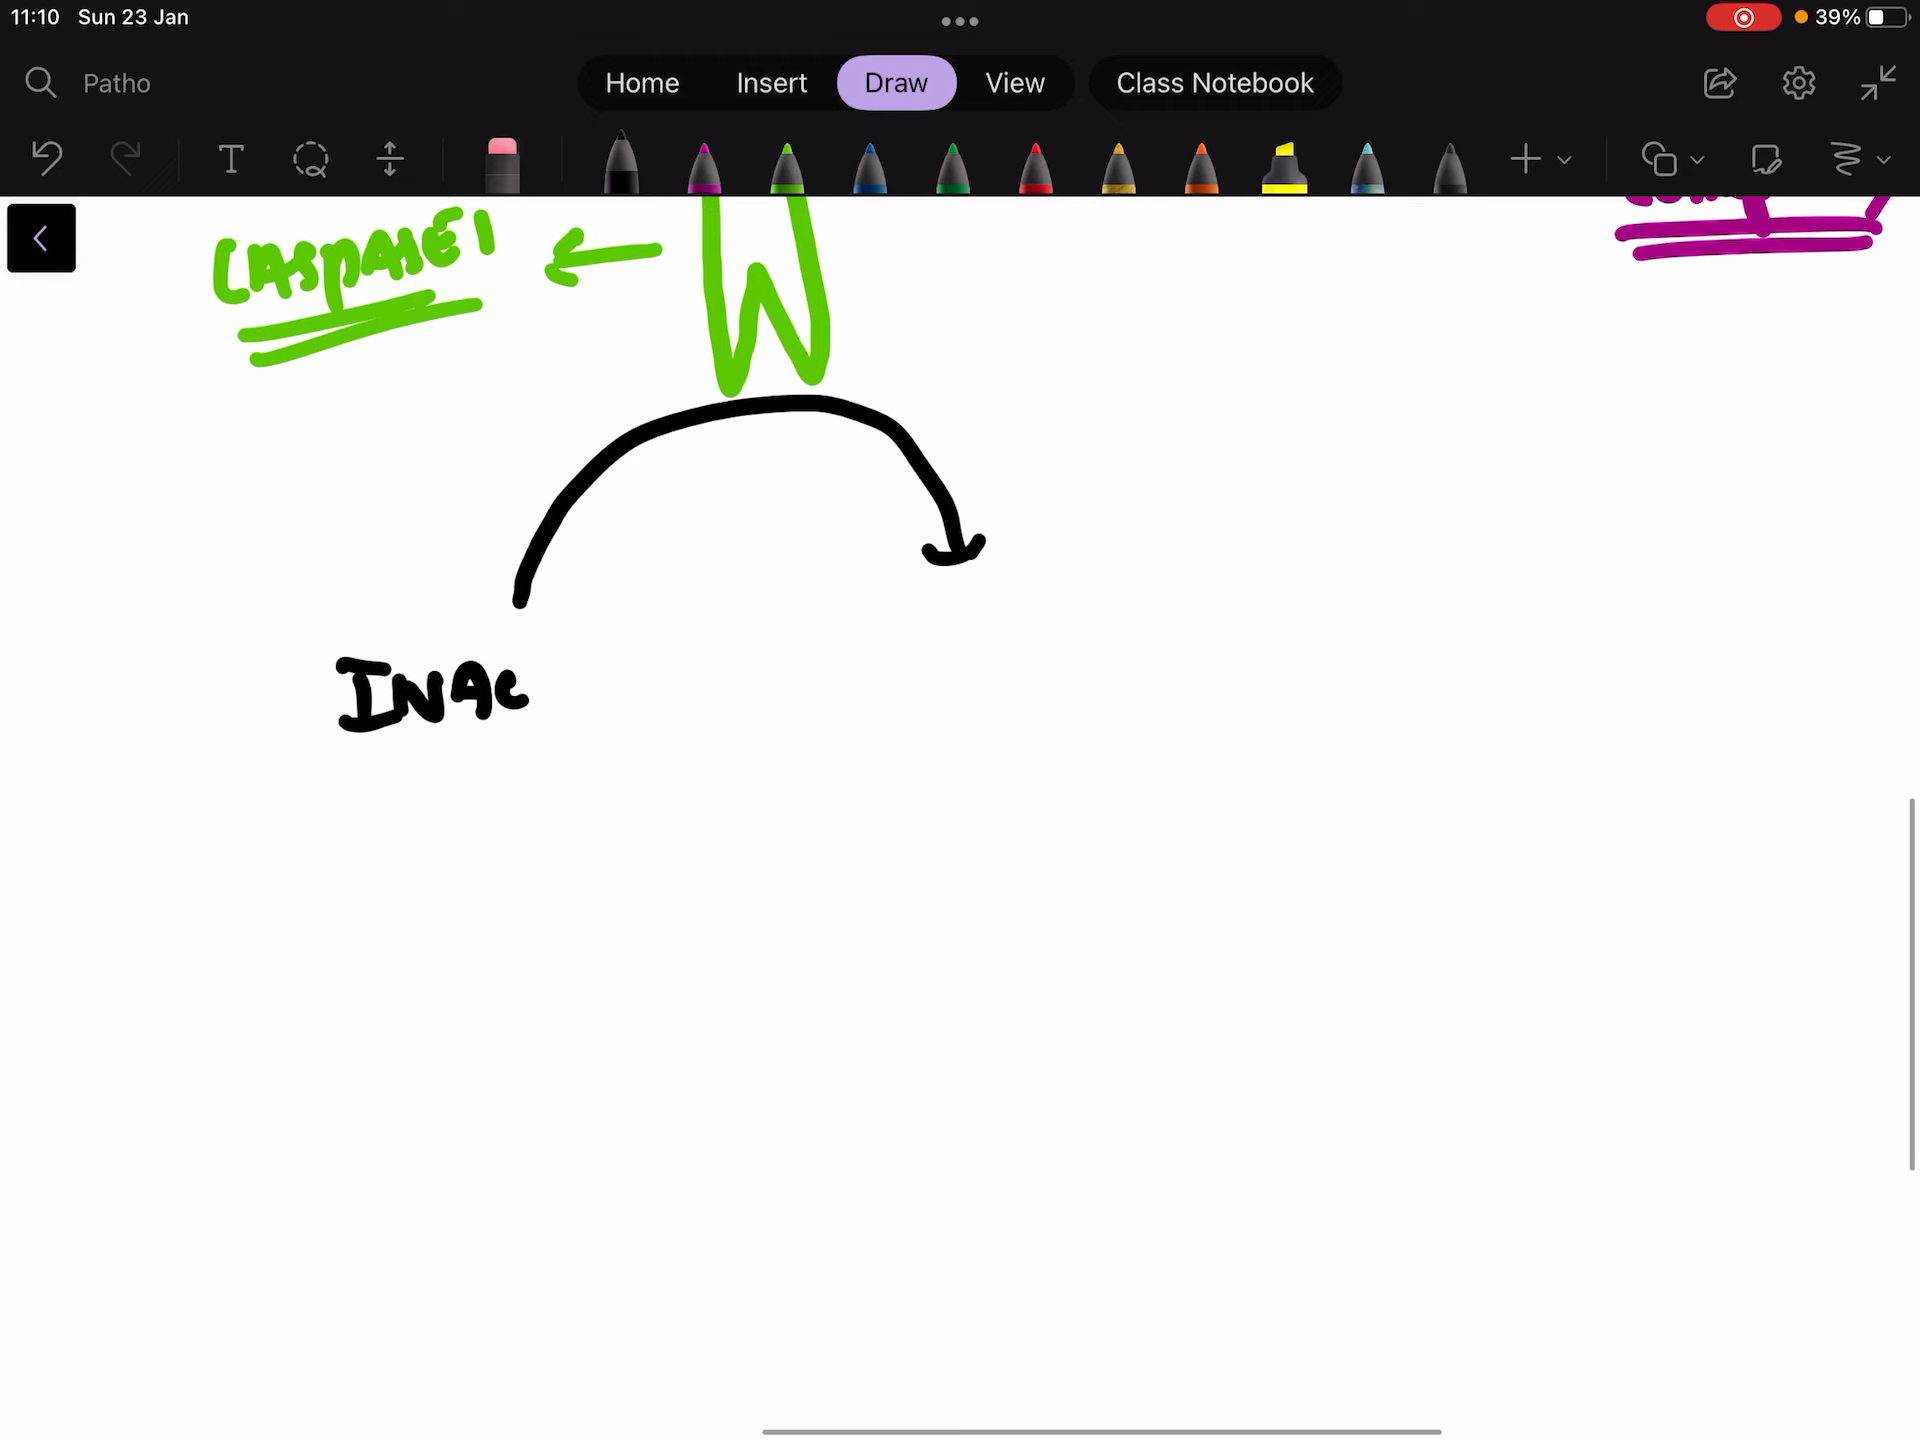 11:10 Sun 23 Jan
39%
Patho
Home Insert Draw View Class Notebook
T
CASPASE 1
INAC